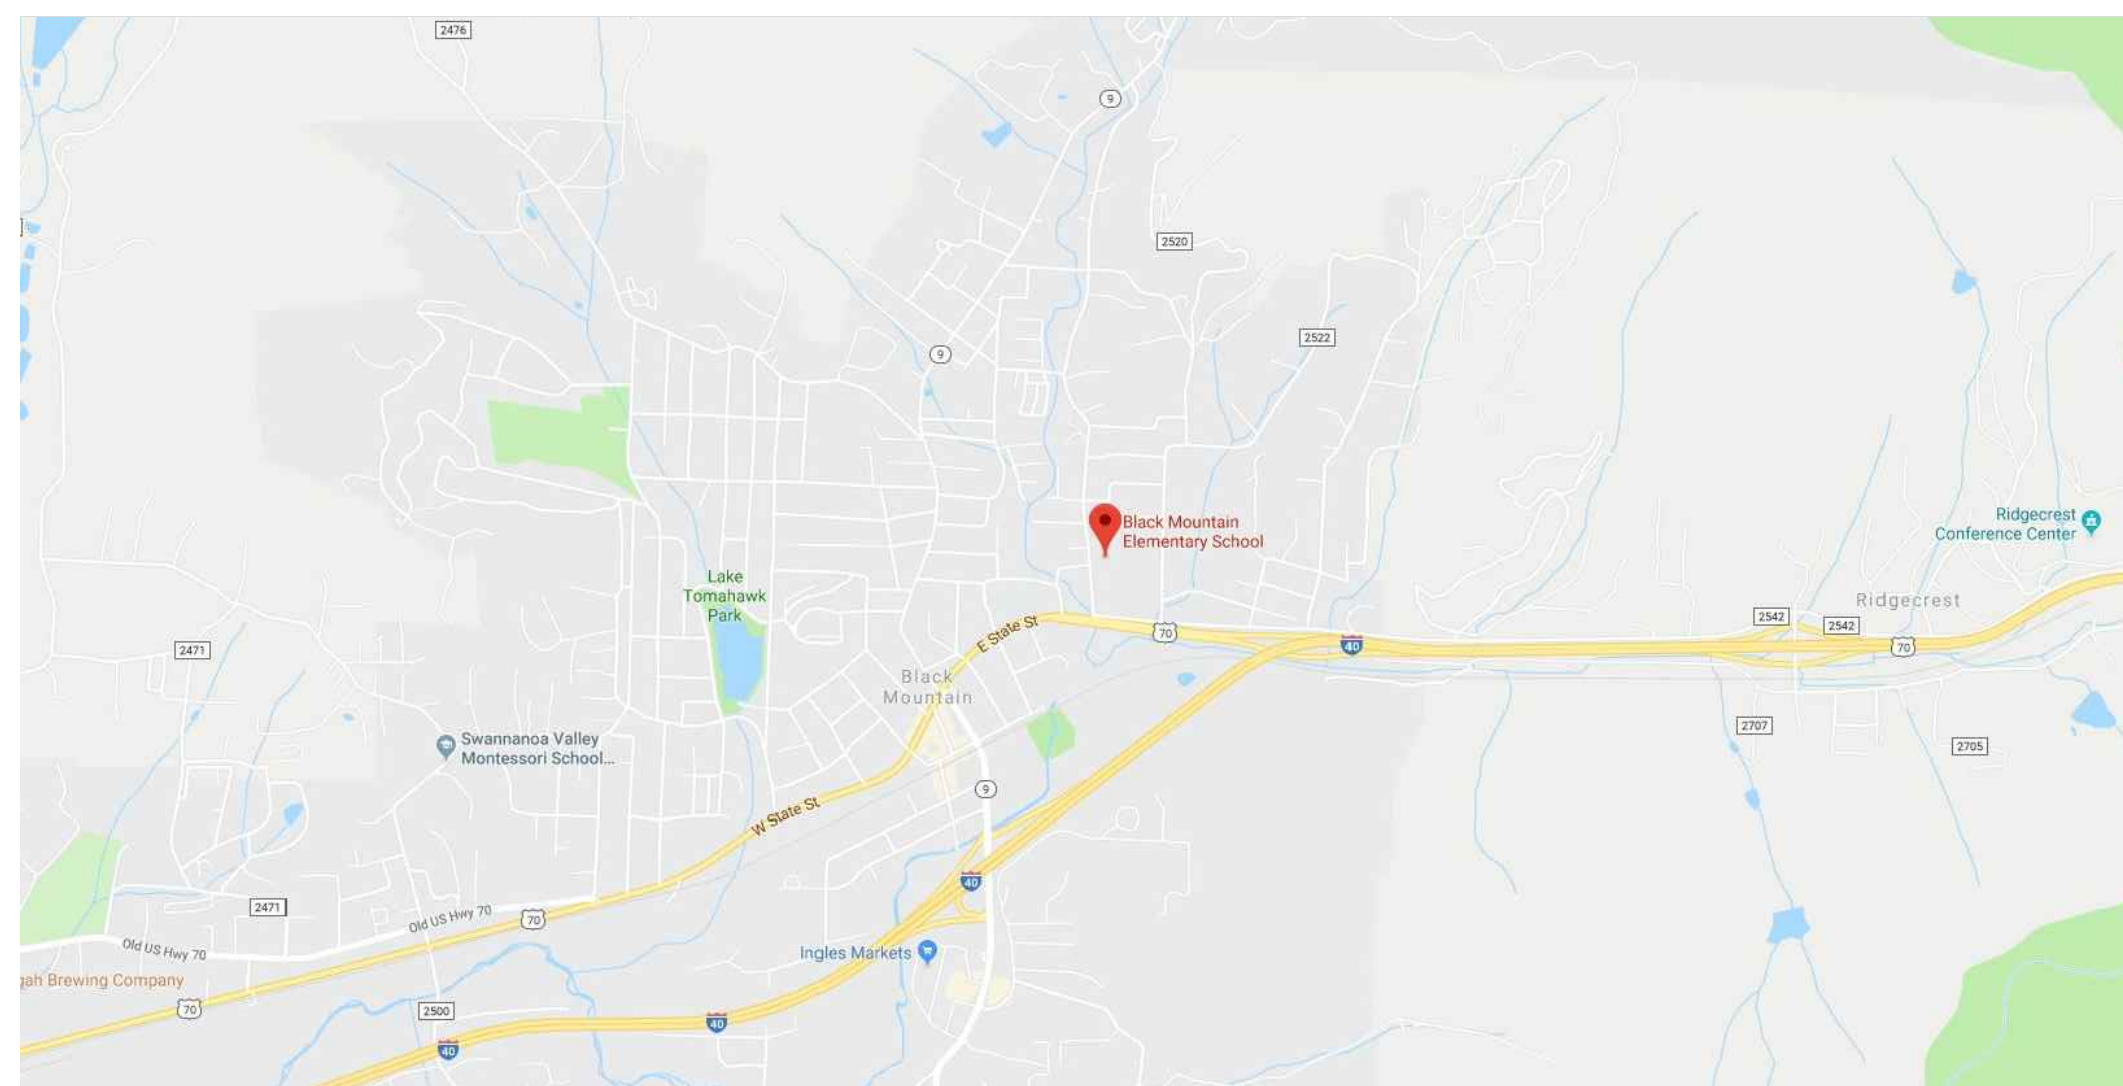 2476
9
2520
2522
9
Black Mountain
Elementary School
Ridgecrest
Conference Center
Lake
Tomahawk
Park
Ridgecrest
2542
2542
E State St
70
40
70
2471
Black
Mountain
2707
2705
Swannanoa Valley
Montessori School...
9
W State St
40
2471
Old US Hwy 70
70
Old US Hwy 70
Ingles Markets
gah Brewing Company
70
2500
40
40